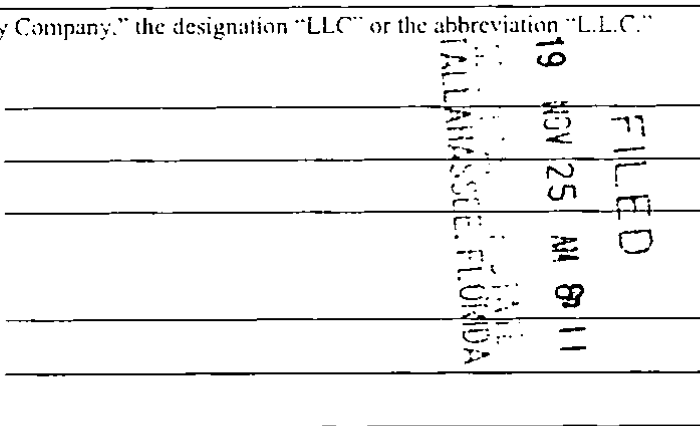 y Company," the designation "LLC" or the abbreviation "L.L.C."
FILED
19 NOV 25 AM 8: 11
TALLAHASSEE, FLORIDA